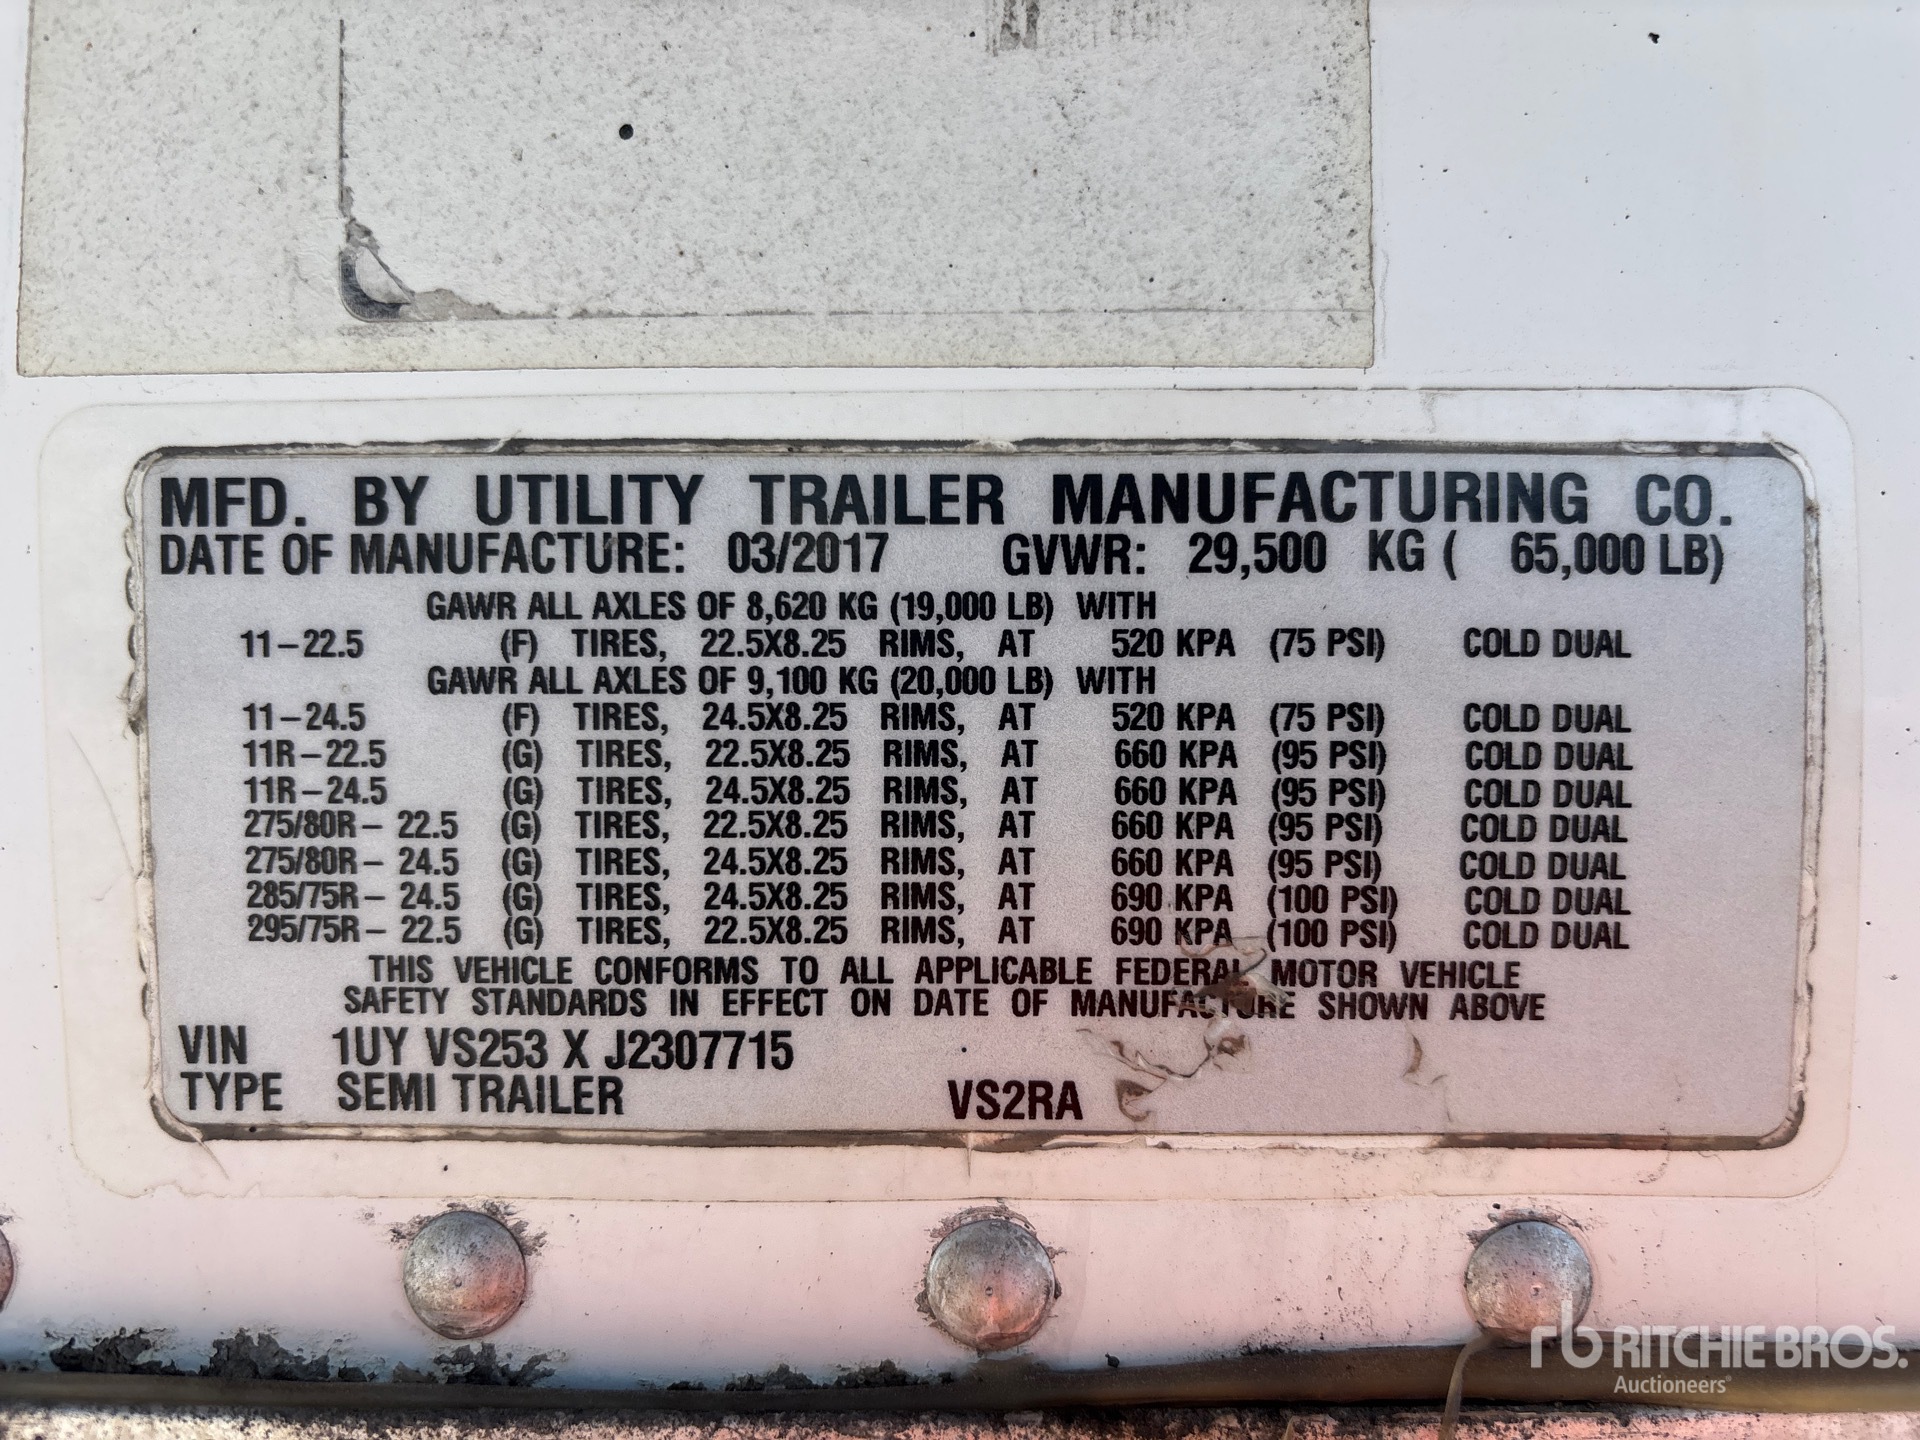 MFD. BY UTILITY TRAILER MANUFACTURING CO.
DATE OF MANUFACTURE: 03/2017 GVWR: 29,500 KG ( 65,000 LB)
GAWR ALL AXLES OF 8,620 KG (19,000 LB) WITH
11-22.5 (F) TIRES, 22.5X8.25 RIMS, AT 520 KPA (75 PSI) COLD DUAL
GAWR ALL AXLES OF 9,100 KG (20,000 LB) WITH
11-24.5 (F) TIRES, 24.5X8.25 RIMS, AT 520 KPA (75 PSI) COLD DUAL
11R-22.5 (G) TIRES, 22.5X8.25 RIMS, AT 660 KPA (95 PSI) COLD DUAL
11R-24.5 (G) TIRES, 24.5X8.25 RIMS, AT 660 KPA (95 PSI) COLD DUAL
275/80R- 22.5 (G) TIRES, 22.5X8.25 RIMS, AT 660 KPA (95 PSI) COLD DUAL
275/80R- 24.5 (G) TIRES, 24.5X8.25 RIMS, AT 660 KPA (95 PSI) COLD DUAL
285/75R- 24.5 (G) TIRES, 24.5X8.25 RIMS, AT 690 KPA (100 PSI) COLD DUAL
295/75R- 22.5 (G) TIRES, 22.5X8.25 RIMS, AT 690 KPA (100 PSI) COLD DUAL
THIS VEHICLE CONFORMS TO ALL APPLICABLE FEDERAL MOTOR VEHICLE
SAFETY STANDARDS IN EFFECT ON DATE OF MANUFACTURE SHOWN ABOVE
VIN 1UY VS253 X J2307715
TYPE SEMI TRAILER VS2RA
rb RITCHIE BROS.
Auctioneers